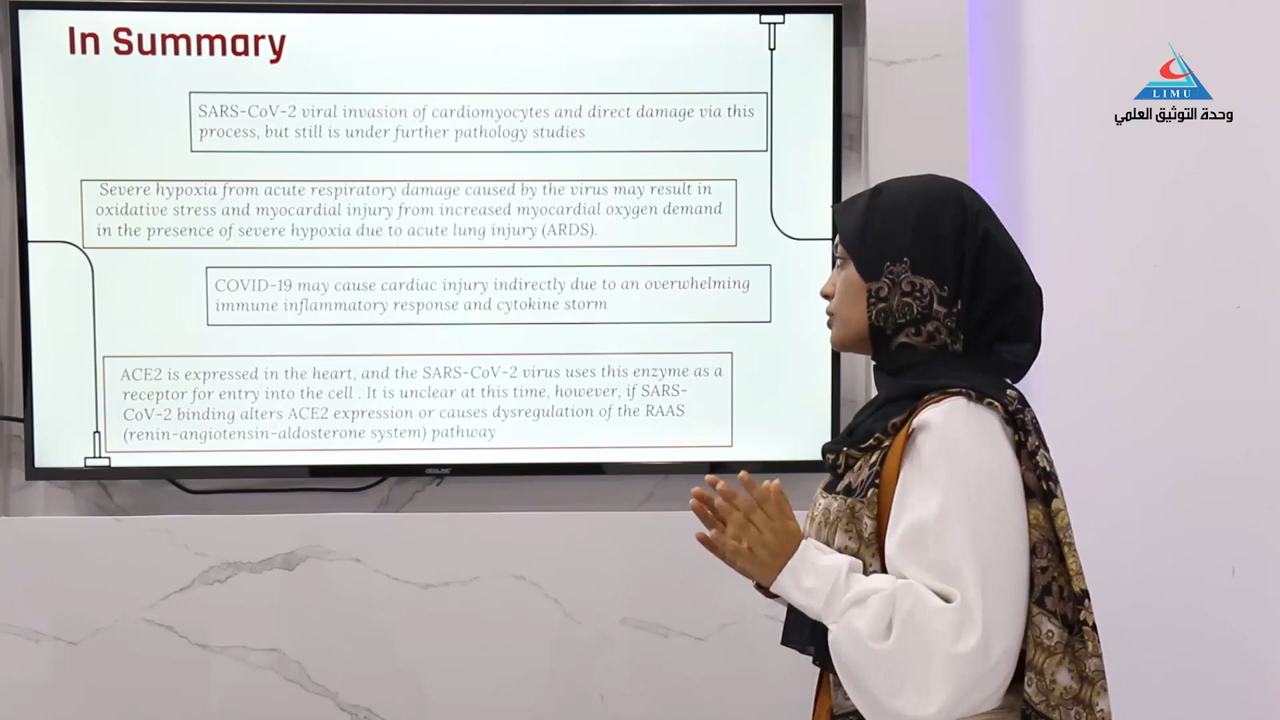 In Summary
SARS-CoV-2 viral invasion of cardiomyocytes and direct damage via this
process, but still is under further pathology studies
Severe hypoxia from acute respiratory damage caused by the virus may result in
oxidative stress and myocardial injury from increased myocardial oxygen demand
in the presence of severe hypoxia due to acute lung injury (ARDS).
COVID-19 may cause cardiac injury indirectly due to an overwhelming
immune inflammatory response and cytokine storm
ACE2 is expressed in the heart, and the SARS-CoV-2 virus uses this enzyme as a
receptor for entry into the cell . It is unclear at this time, however, if SARS-
CoV-2 binding alters ACE2 expression or causes dysregulation of the RAAS
(renin-angiotensin-aldosterone system) pathway
LIMU
وحدة التوثيق العلمي